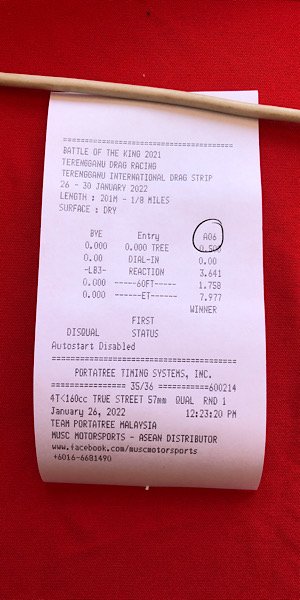 ========================================
BATTLE OF THE KING 2021
TERENGGANU DRAG RACING
TERENGGANU INTERNATIONAL DRAG STRIP
26 - 30 JANUARY 2022
LENGTH : 201M - 1/8 MILES
SURFACE : DRY
BYE Entry A06
0.000 0.000 TREE 0.500
0.00 DIAL-IN 0.00
-LB3- REACTION 3.641
0.000 ------60FT----- 1.758
0.000 ------ET------ 7.977
WINNER
FIRST
DISQUAL STATUS
Autostart Disabled
========================================
PORTATREE TIMING SYSTEMS, INC.
================ 35/36 ===========600214
4T<160cc TRUE STREET 57mm QUAL RND 1
January 26, 2022 12:23:20 PM
TEAM PORTATREE MALAYSIA
MUSC MOTORSPORTS - ASEAN DISTRIBUTOR
www.facebook.com/muscmotorsports
+6016-6681490